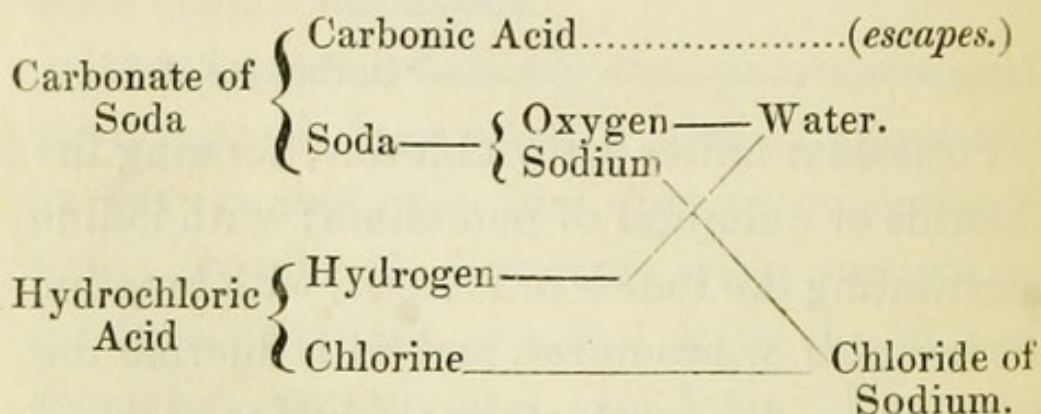 Carbonic Acid.....................(escapes.)
Carbonate of
Soda
Soda
Oxygen
Water.
Sodium
Hydrogen
Hydrochloric
Acid
Chlorine
Chloride of
Sodium.